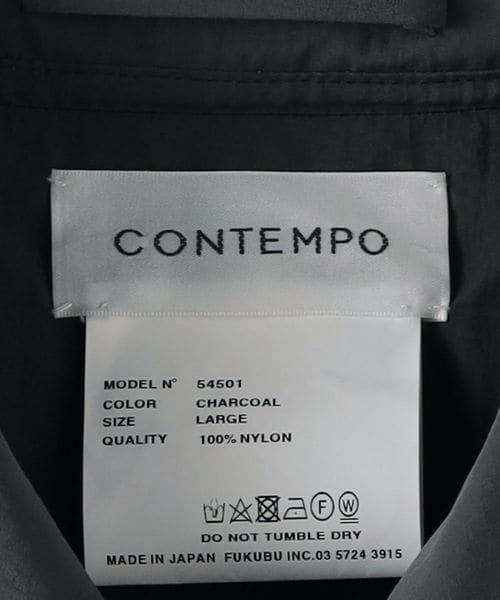 CONTEMPO
MODEL N° 54501
COLOR CHARCOAL
SIZE LARGE
QUALITY 100% NYLON
F W
DO NOT TUMBLE DRY
MADE IN JAPAN FUKUBU INC.03 5724 3915